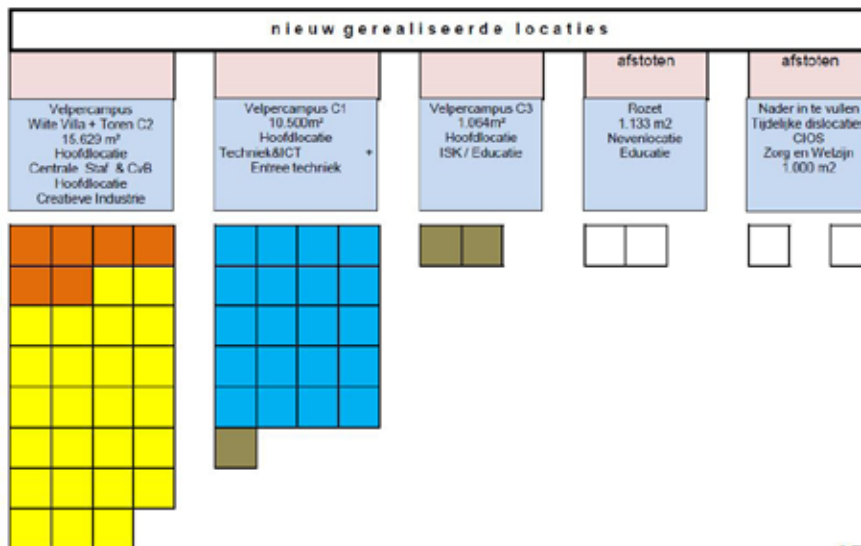 nieuw gerealiseerde locaties
afstoten
afstoten
Velpercampus
Witte Villa + Toren C2
15.629 m²
Hoofdlocatie
Centrale Staf & CvB
Hoofdlocatie
Creatieve Industrie
Velpercampus C1
10.500m²
Hoofdlocatie
Techniek&ICT +
Entree techniek
Velpercampus C3
1.064m²
Hoofdlocatie
ISK / Educatie
Rozet
1.133 m2
Nevenlocatie
Educatie
Nader in te vullen
Tijdelijke dislocaties
CIOS
Zorg en Welzijn
1.000 m2